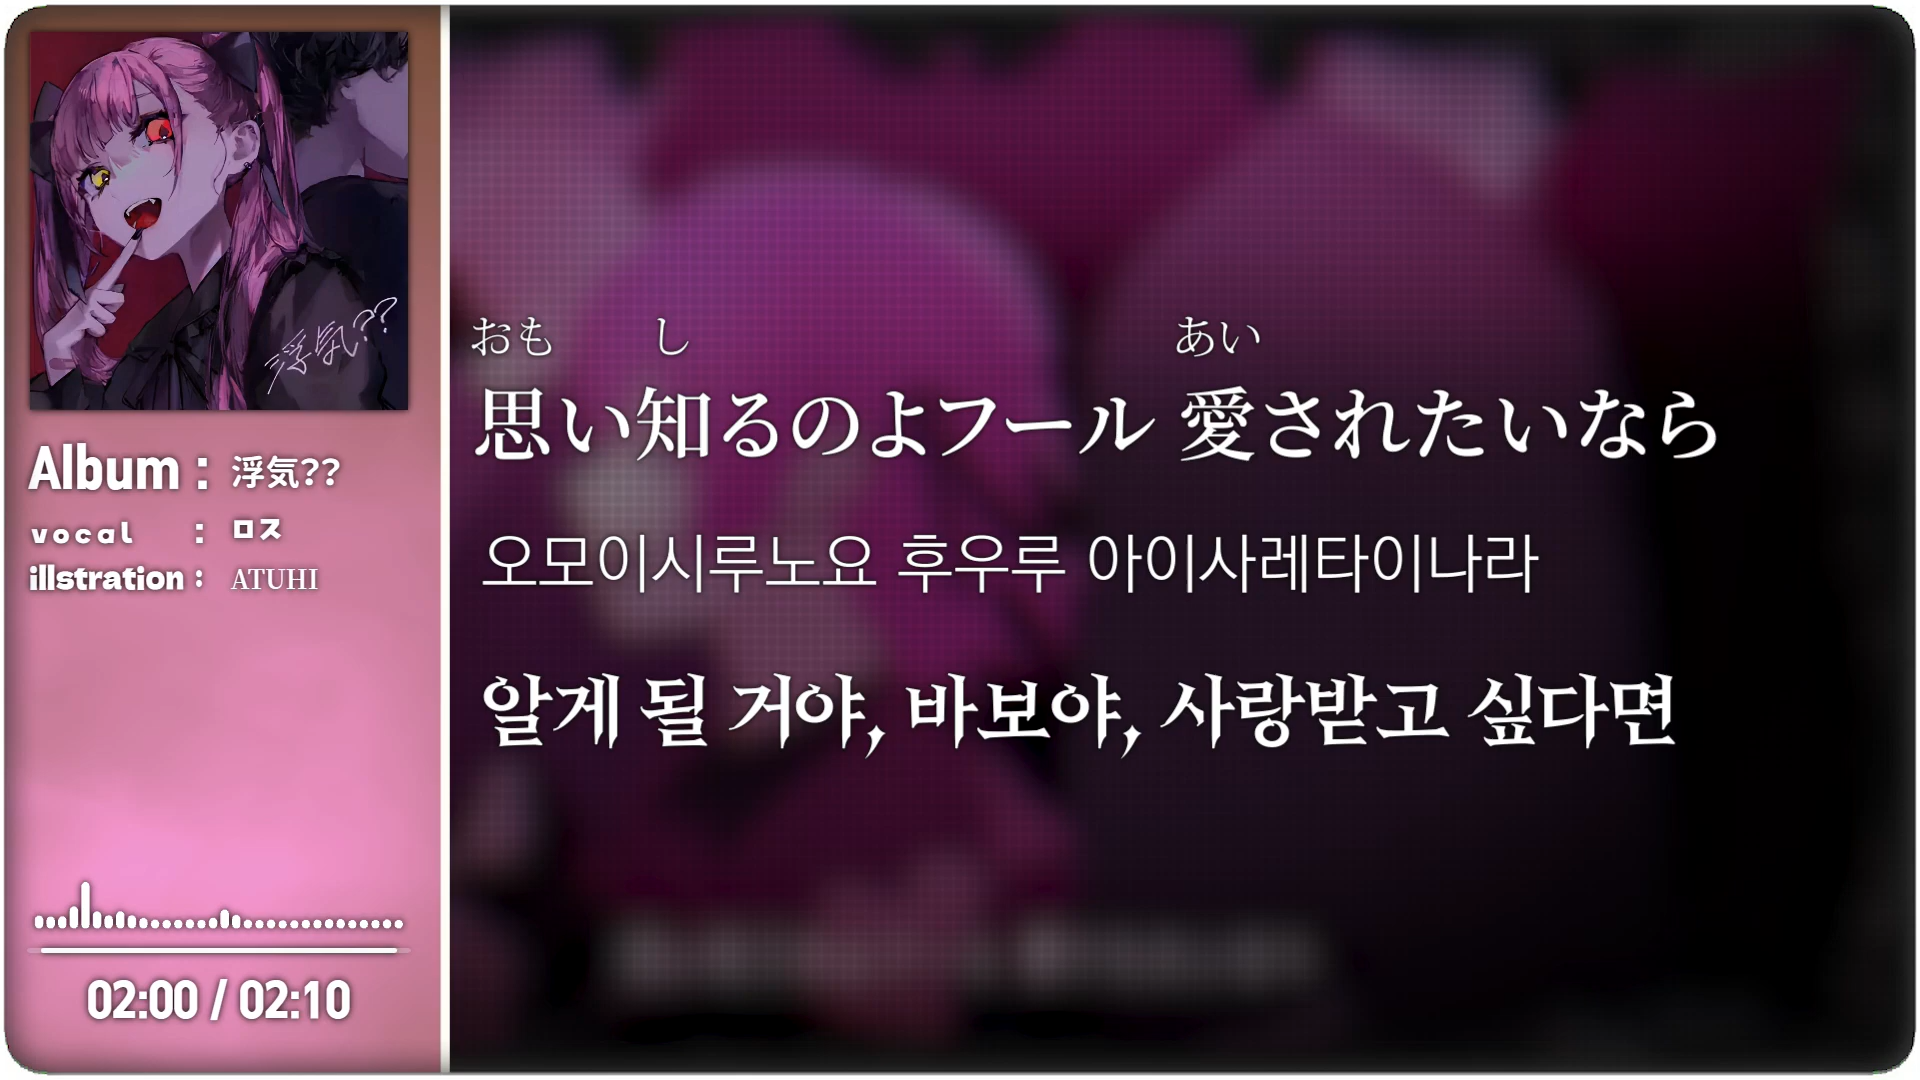 浮気??
Album : 浮気??
vocal : ロス
illstration : ATUHI
02:00 / 02:10
おもしあい
思い知るのよフール 愛されたいなら
오모이시루노요 후우루 아이사레타이나라
알게 될 거야, 바보야, 사랑받고 싶다면